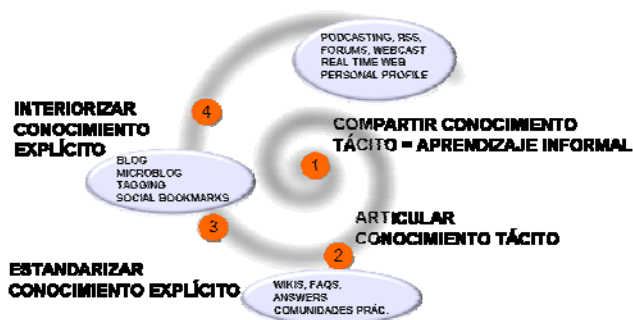 PODCASTING, RSS,
FORUMS, WEBCAST
REAL TIME WEB
PERSONAL PROFILE
4
INTERIORIZAR
CONOCIMIENTO
EXPLÍCITO
COMPARTIR CONOCIMIENTO
TÁCITO = APRENDIZAJE INFORMAL
1
BLOG
MICROBLOG
TAGGING
SOCIAL BOOKMARKS
3
ARTICULAR
CONOCIMIENTO TÁCITO
2
ESTANDARIZAR
CONOCIMIENTO EXPLÍCITO
WIKIS, FAQS,
ANSWERS
COMUNIDADES PRÁC.